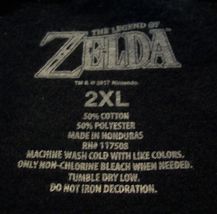 THE LEGEND OF
ZELDA
TM & © 2017 Nintendo.
2XL
50% COTTON
50% POLYESTER
MADE IN HONDURAS
RN# 117508
MACHINE WASH COLD WITH LIKE COLORS.
ONLY NON-CHLORINE BLEACH WHEN NEEDED.
TUMBLE DRY LOW.
DO NOT IRON DECORATION.